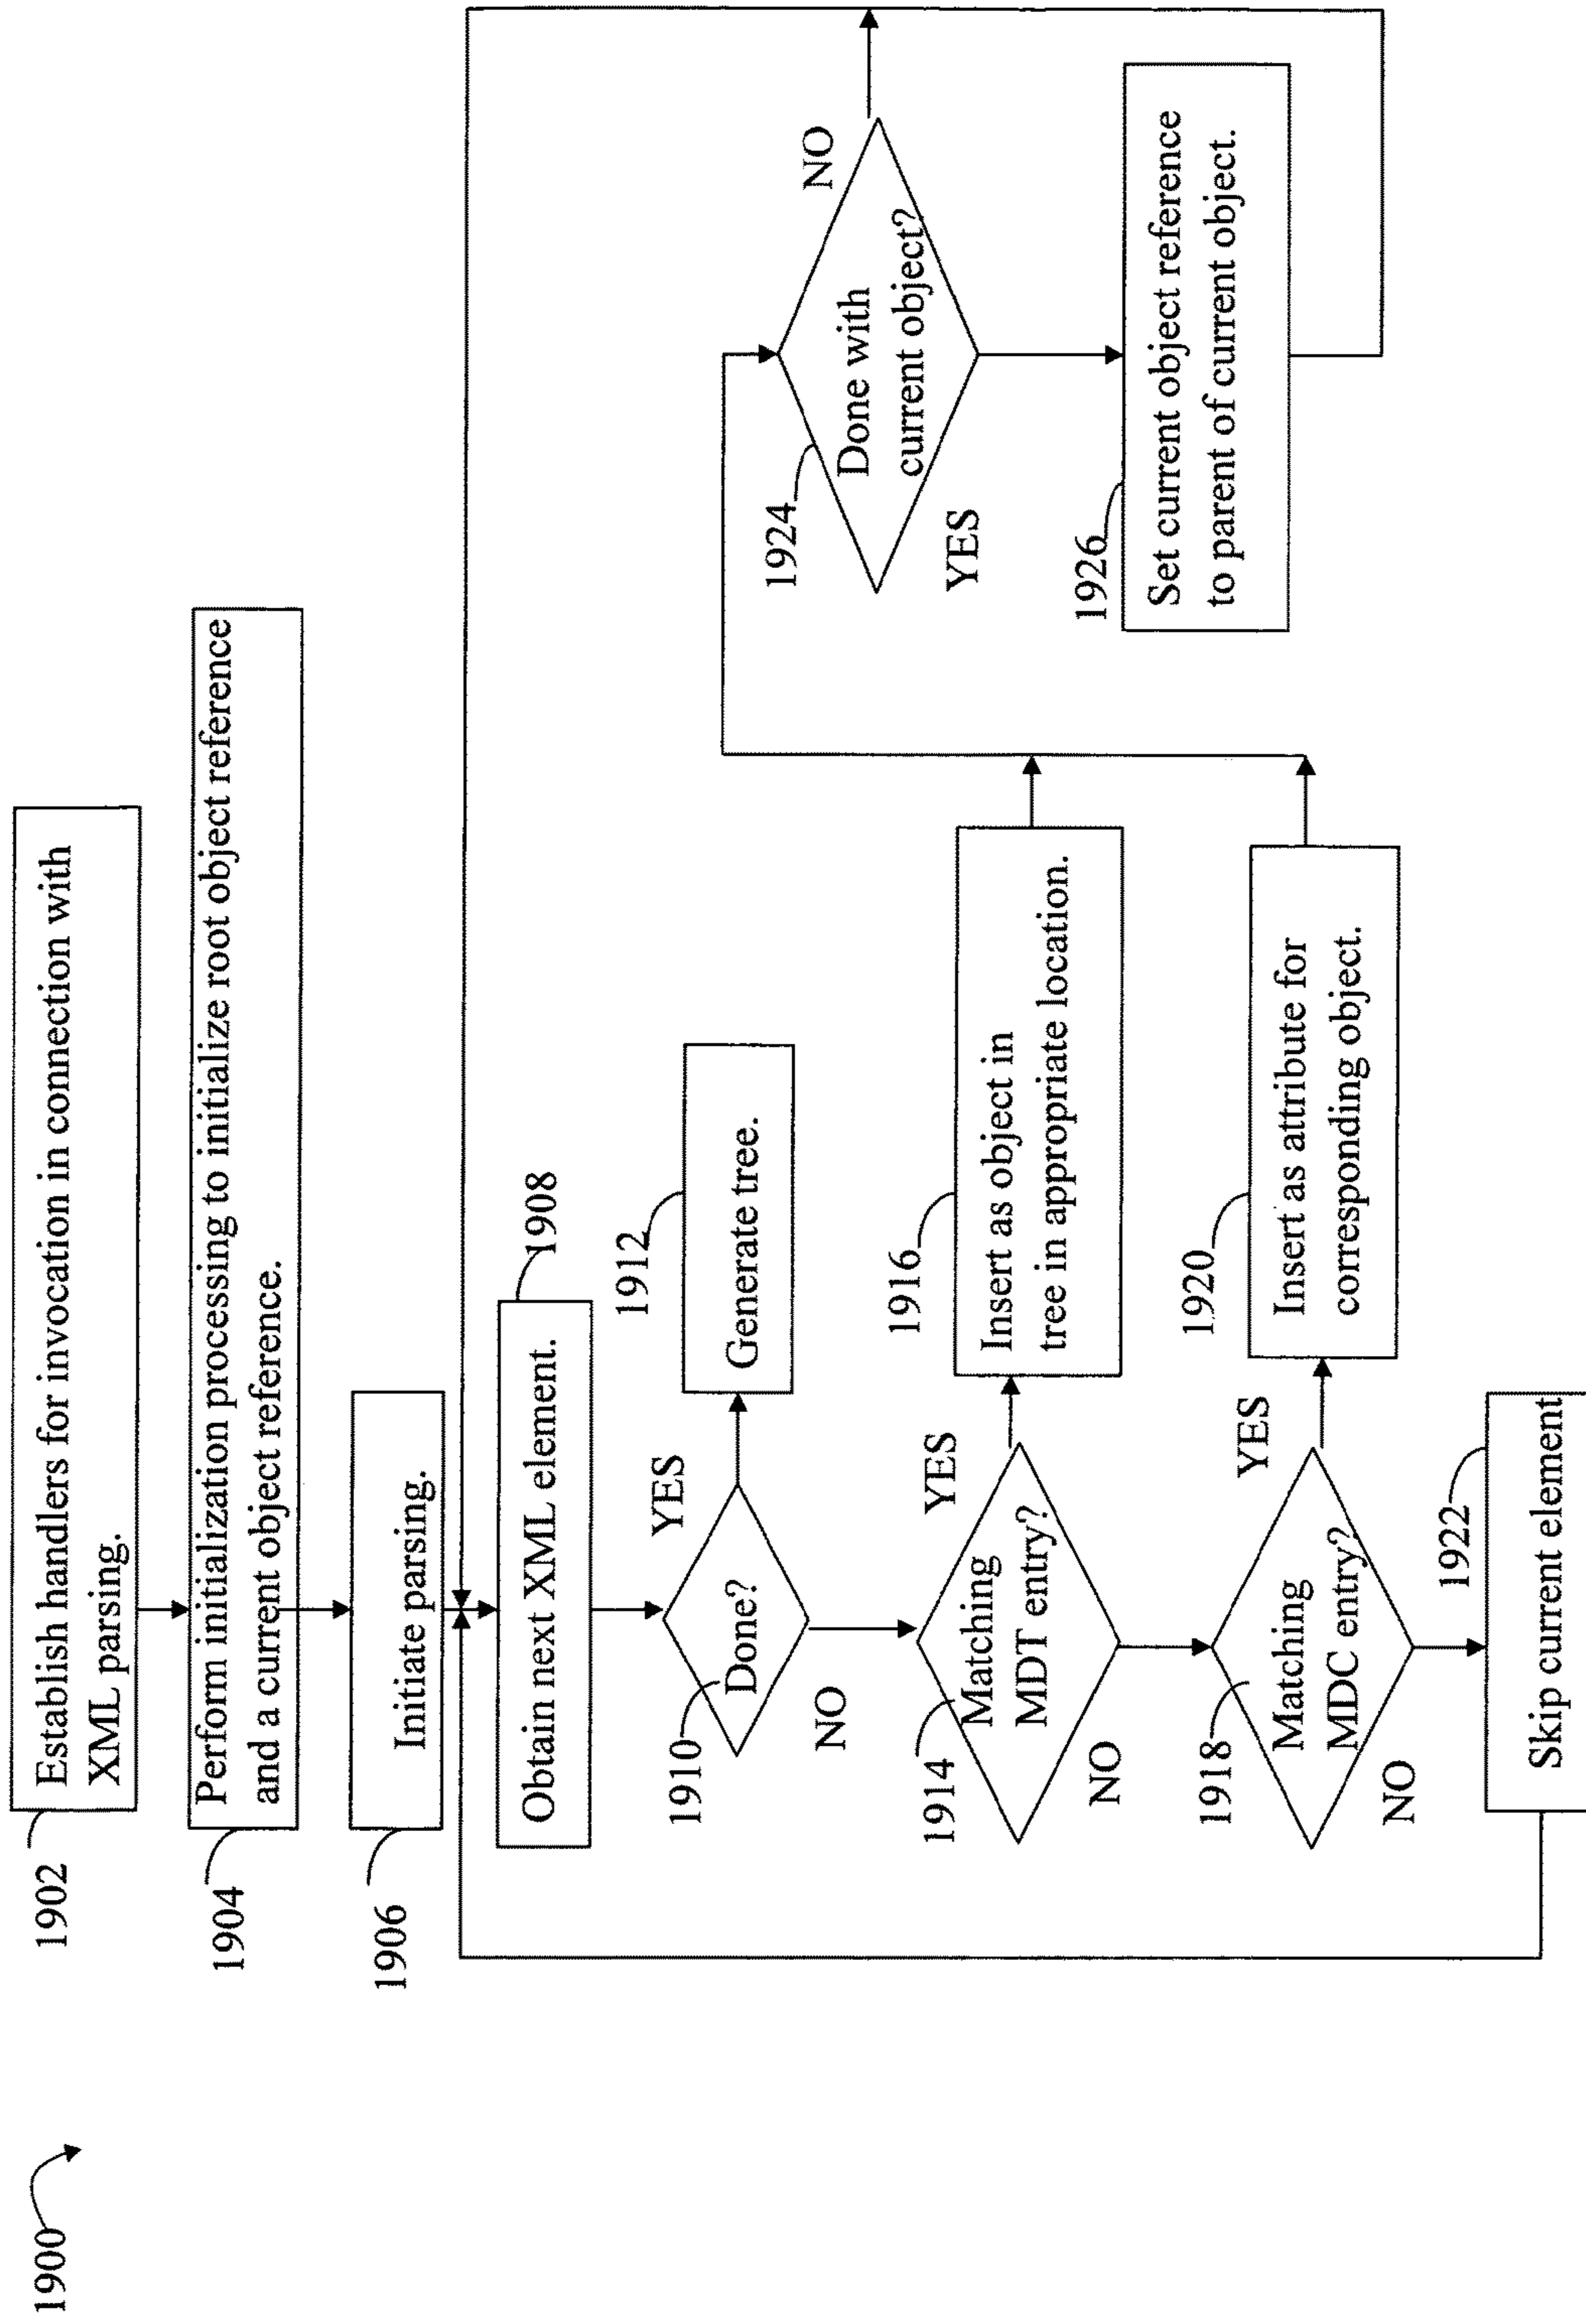 1900
1902
Establish handlers for invocation in connection with
XML parsing.
1904
Perform initialization processing to initialize root object reference
and a current object reference.
1906
Initiate parsing.
1908
Obtain next XML element.
1910
Done?
YES
NO
1912
Generate tree.
1914
Matching
MDT entry?
YES
NO
1916
Insert as object in
tree in appropriate location.
1918
Matching
MDC entry?
YES
NO
1920
Insert as attribute for
corresponding object.
1922
Skip current element
1924
Done with
current object?
NO
YES
1926
Set current object reference
to parent of current object.